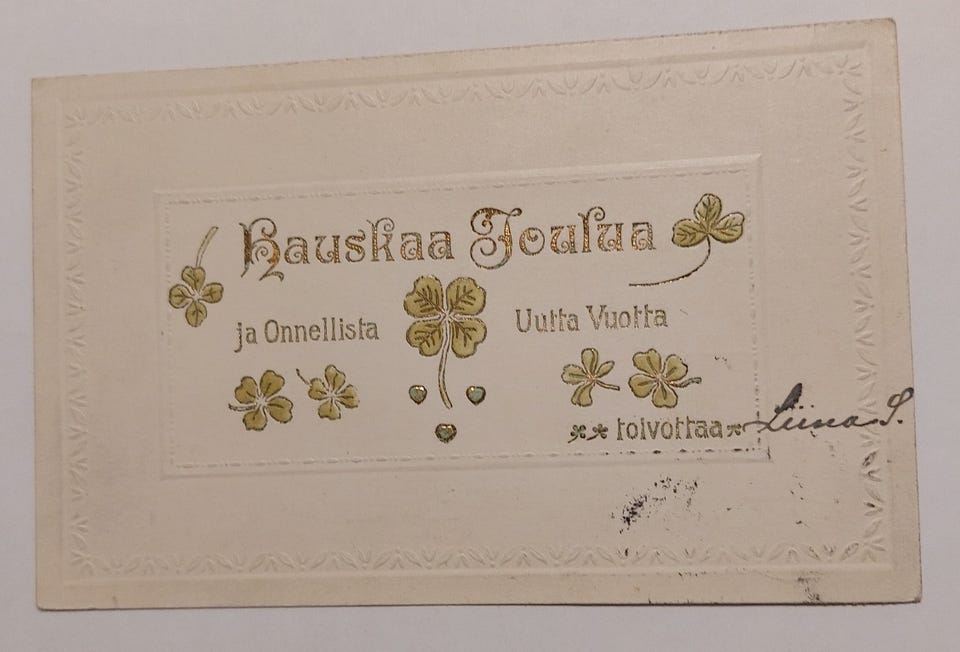 Hauskaa Joulua
ja Onnellista Uutta Vuotta
toivottaa Liina S.